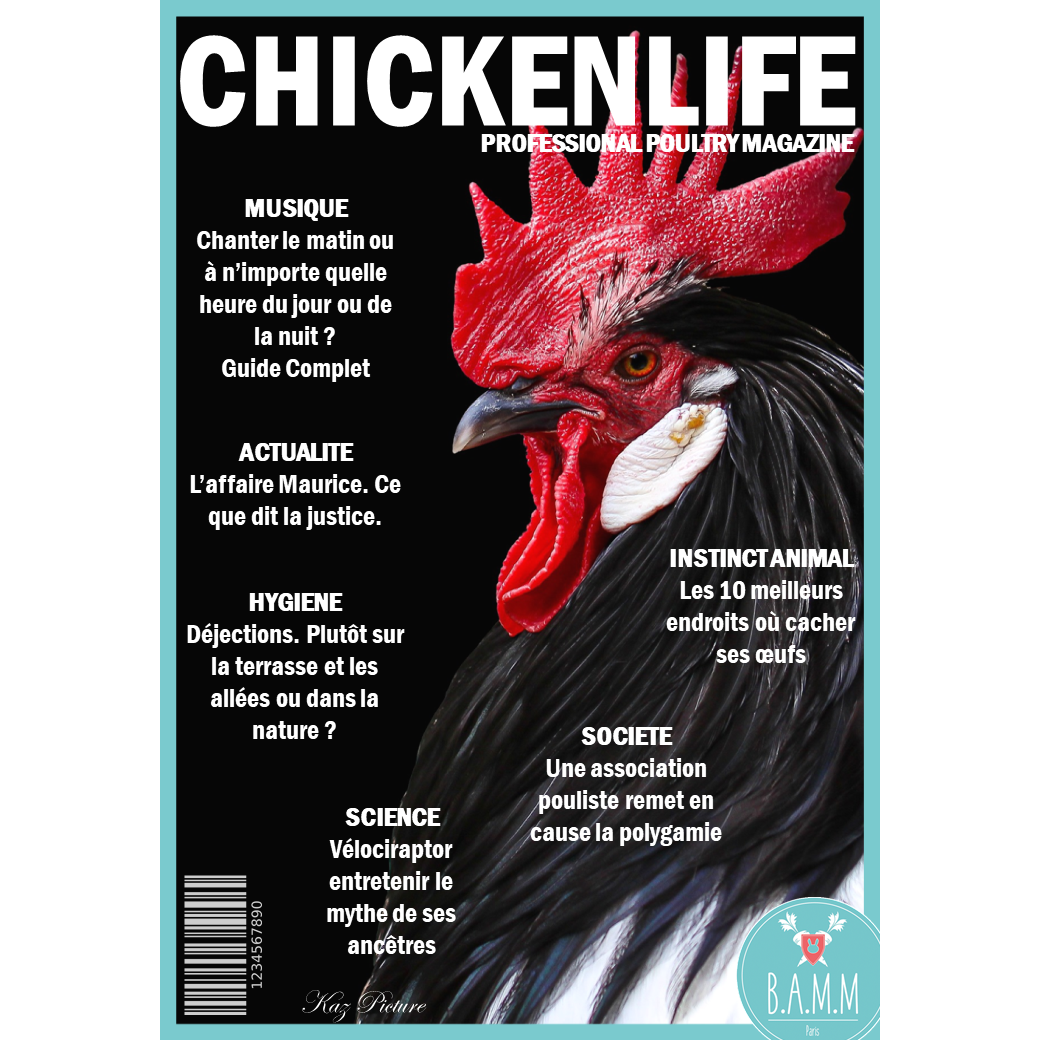 CHICKENLIFE
PROFESSIONAL POULTRY MAGAZINE
MUSIQUE
Chanter le matin ou
à n’importe quelle
heure du jour ou de
la nuit ?
Guide Complet
ACTUALITE
L’affaire Maurice. Ce
que dit la justice.
HYGIENE
Déjections. Plutôt sur
la terrasse et les
allées ou dans la
nature ?
INSTINCT ANIMAL
Les 10 meilleurs
endroits où cacher
ses œufs
SOCIETE
Une association
pouliste remet en
cause la polygamie
SCIENCE
Vélociraptor
entretenir le
mythe de ses
ancêtres
1234567890
Kaz Picture
B.A.M.M
Paris